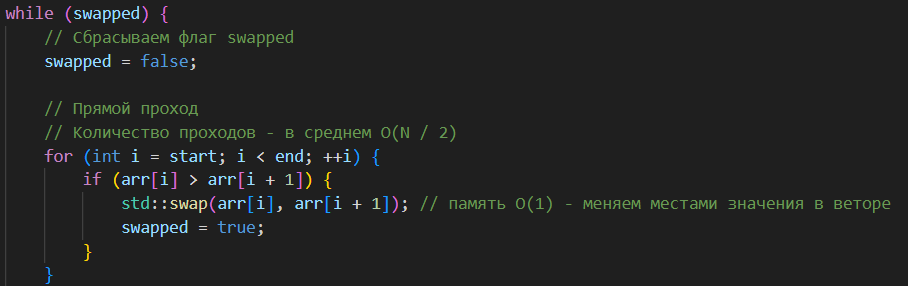 while (swapped) {
// Сбрасываем флаг swapped
swapped = false;
// Прямой проход
// Количество проходов - в среднем O(N / 2)
for (int i = start; i < end; ++i) {
if (arr[i] > arr[i + 1]) {
std::swap(arr[i], arr[i + 1]); // память O(1) - меняем местами значения в веторе
swapped = true;
}
}